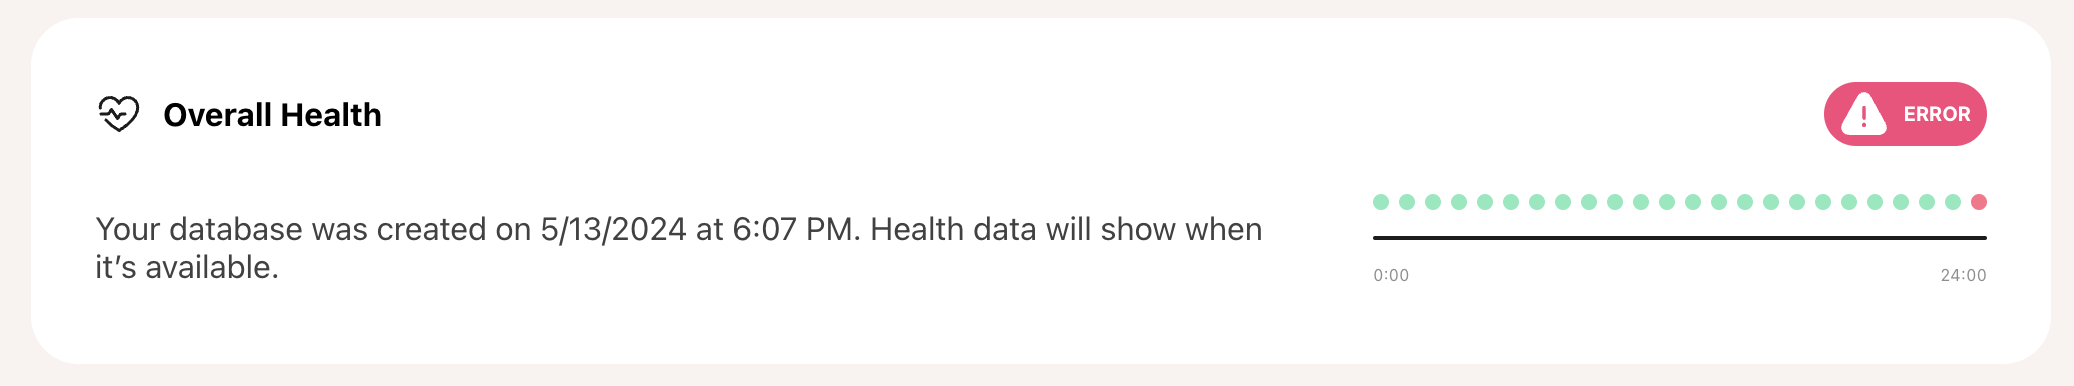 Overall Health
ERROR
Your database was created on 5/13/2024 at 6:07 PM. Health data will show when
it’s available.
0:00
24:00